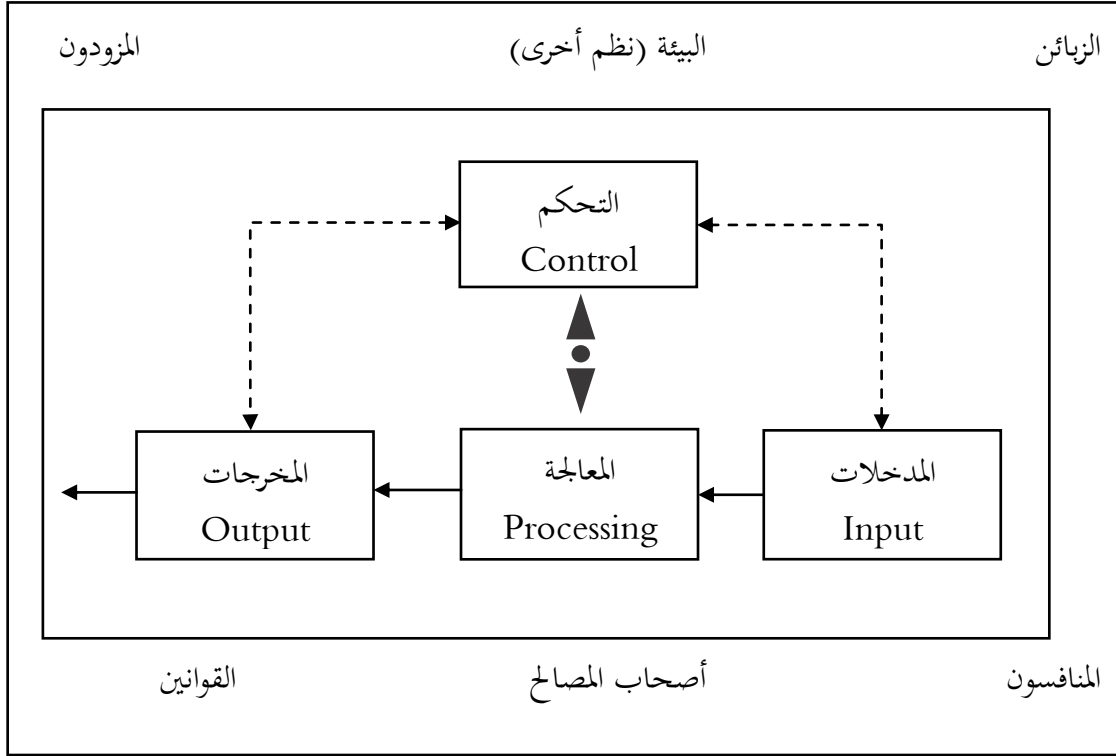 الزبائن
البيئة (نظم أخرى)
المزودون
التحكم
Control
المدخلات
Input
المعالجة
Processing
المخرجات
Output
المنافسون
أصحاب المصالح
القوانين